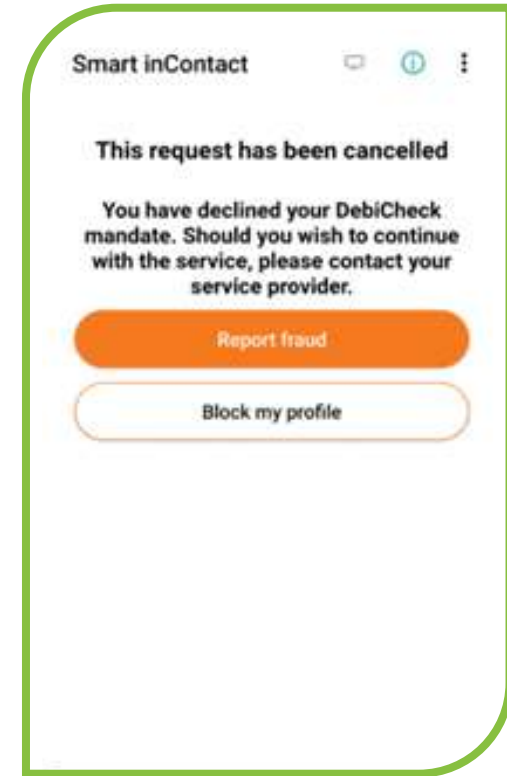 Smart inContact
This request has been cancelled
You have declined your DebiCheck
mandate. Should you wish to continue
with the service, please contact your
service provider.
Report fraud
Block my profile